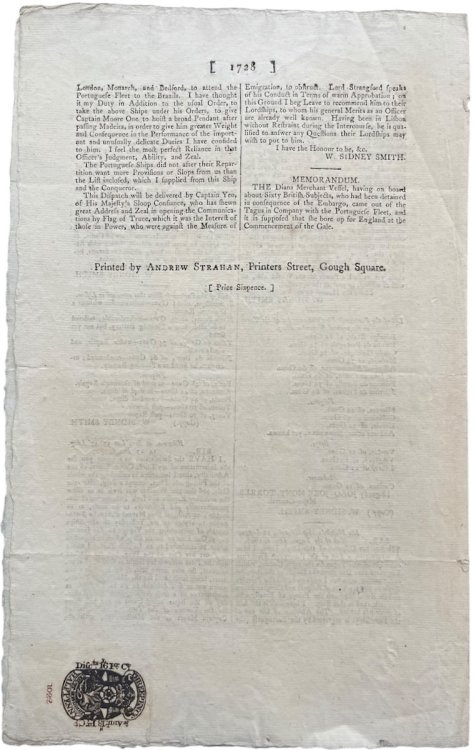 [ 1728 ]
London, Monarch, and Bedford, to attend the
Portuguese Fleet to the Brazils. I have thought
it my Duty in Addition to the usual Order, to
take the above Ships under his Orders, to give
Captain Moore One to hoist a broad Pendant after
passing Madeira, in order to give him greater Weight
and Consequence in the Performance of the import-
ant and unusually delicate Duties I have confided
to him. I feel the most perfect Reliance in that
Officer's Judgment, Ability, and Zeal.
The Portuguese Ships did not after their Repar-
tition want more Provisions or Slops from us than
the List inclosed, which I supplied from this Ship
and the Conqueror.
This Dispatch will be delivered by Captain Yeo,
of His Majesty's Sloop Confiance, who has shewn
great Address and Zeal in opening the Communica-
tions by Flag of Truce, which it was the Interest of
those in Power, who were against the Measure of
Emigration, to obstruct. Lord Strangford speaks
of his Conduct in Terms of warm Approbation; on
this Ground I beg Leave to recommend him to their
Lordships, to whom his general Merits as an Officer
are already well known. Having been in Lisbon
without Restraint during the Intercourse, he is qua-
lified to answer any Questions their Lordships may
wish to put to him.
I have the Honour to be, &c.
W. SIDNEY SMITH.
MEMORANDUM.
THE Diana Merchant Vessel, having on board
about Sixty British Subjects, who had been detained
in consequence of the Embargo, came out of the
Tagus in Company with the Portuguese Fleet, and
it is supposed that she bore up for England at the
Commencement of the Gale.
Printed by ANDREW STRAHAN, Printers Street, Gough Square.
[ Price Sixpence. ]